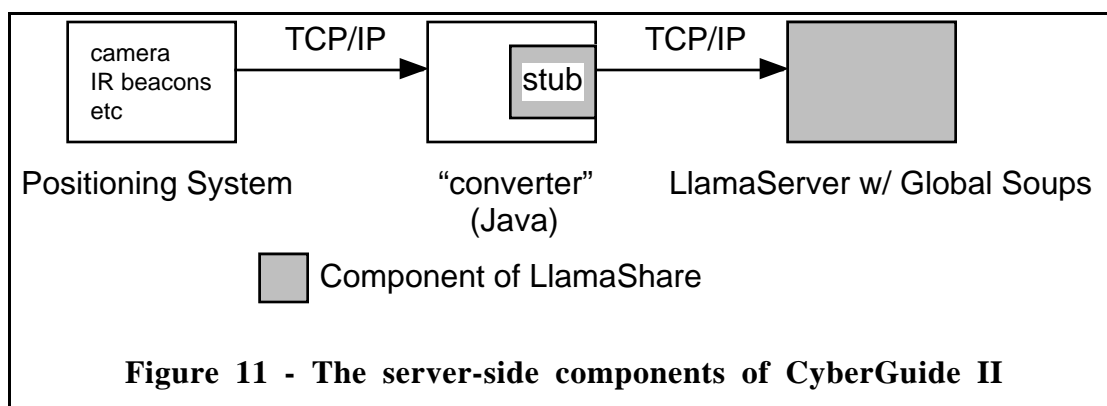 TCP/IP
TCP/IP
camera
IR beacons
etc
stub
Positioning System
“converter”
(Java)
LlamaServer w/ Global Soups
Component of LlamaShare
Figure 11 - The server-side components of CyberGuide II